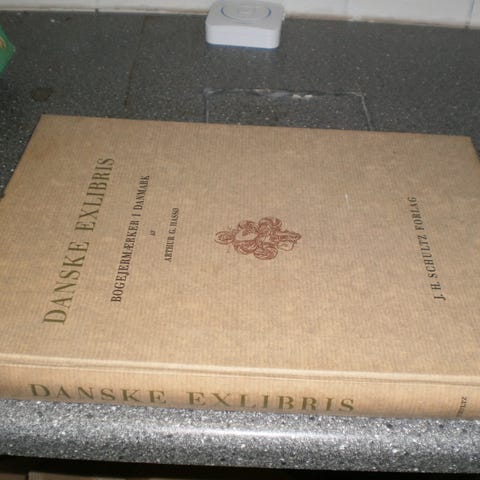 DANSKE EXLIBRIS
BOGEJERMÆRKER I DANMARK
AF
ARTHUR G. HASSØ
J. H. SCHULTZ FORLAG
DANSKE EXLIBRIS